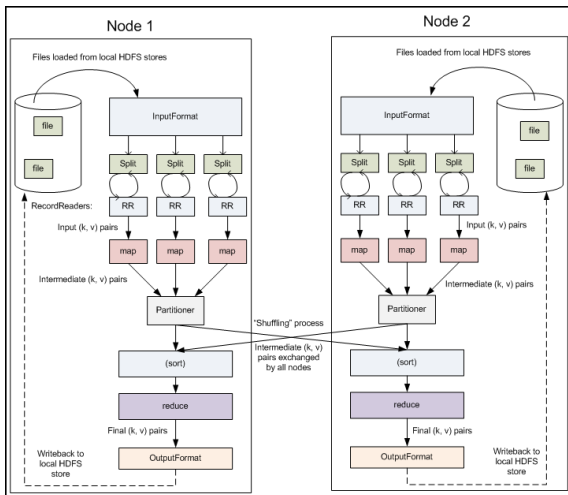 Node 1
Node 2
Files loaded from local HDFS stores
InputFormat
file
file
Split
Split
Split
RecordReaders:
RR
RR
RR
Input (k, v) pairs
map
map
map
Intermediate (k, v) pairs
Partitioner
(sort)
reduce
Final (k, v) pairs
Writeback to
local HDFS
store
OutputFormat
"Shuffling" process
Intermediate (k, v)
pairs exchanged
by all nodes
Files loaded from local HDFS stores
InputFormat
file
file
Split
Split
Split
RR
RR
RR
Input (k, v) pairs
map
map
map
Intermediate (k, v) pairs
Partitioner
(sort)
reduce
Final (k, v) pairs
Writeback to
local HDFS
store
OutputFormat